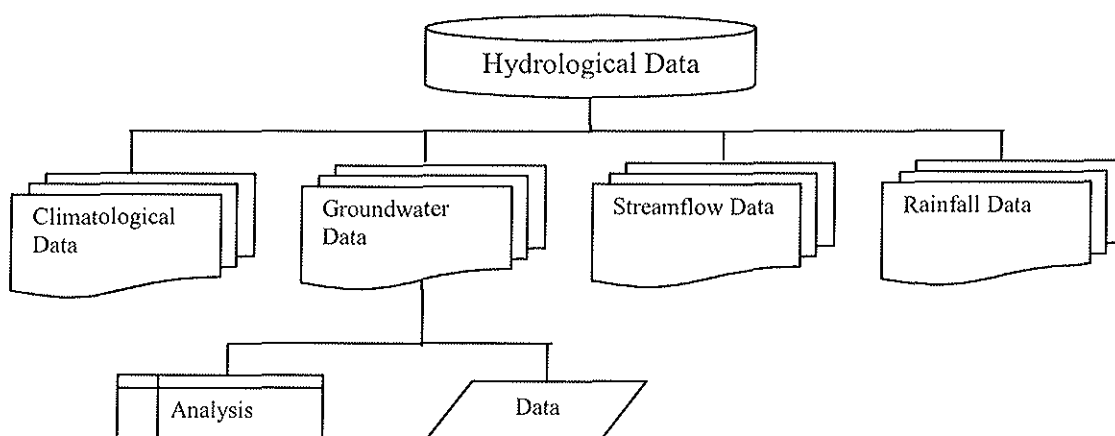 Hydrological Data
Climatological
Data
Groundwater
Data
Streamflow Data
Rainfall Data
Analysis
Data